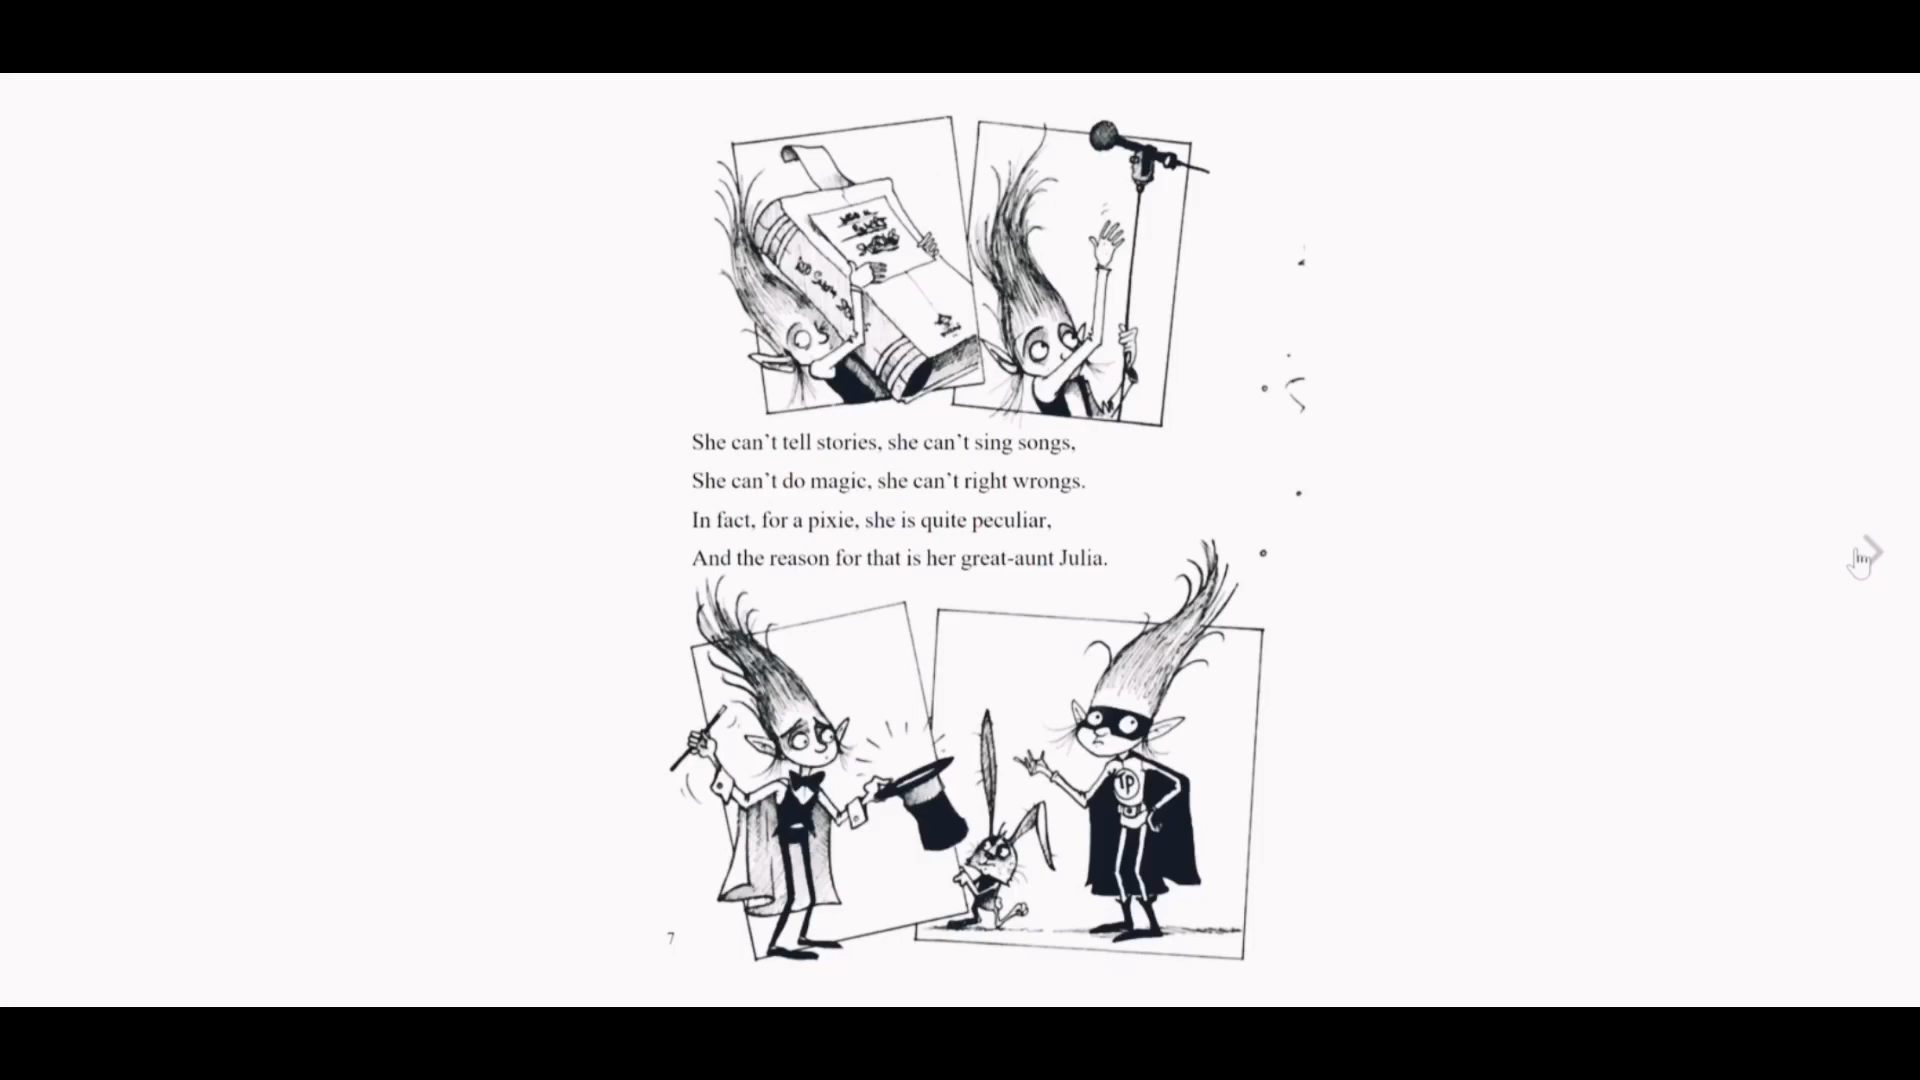 She can't tell stories, she can't sing songs,
She can't do magic, she can't right wrongs.
In fact, for a pixie, she is quite peculiar,
And the reason for that is her great-aunt Julia.
TP
7